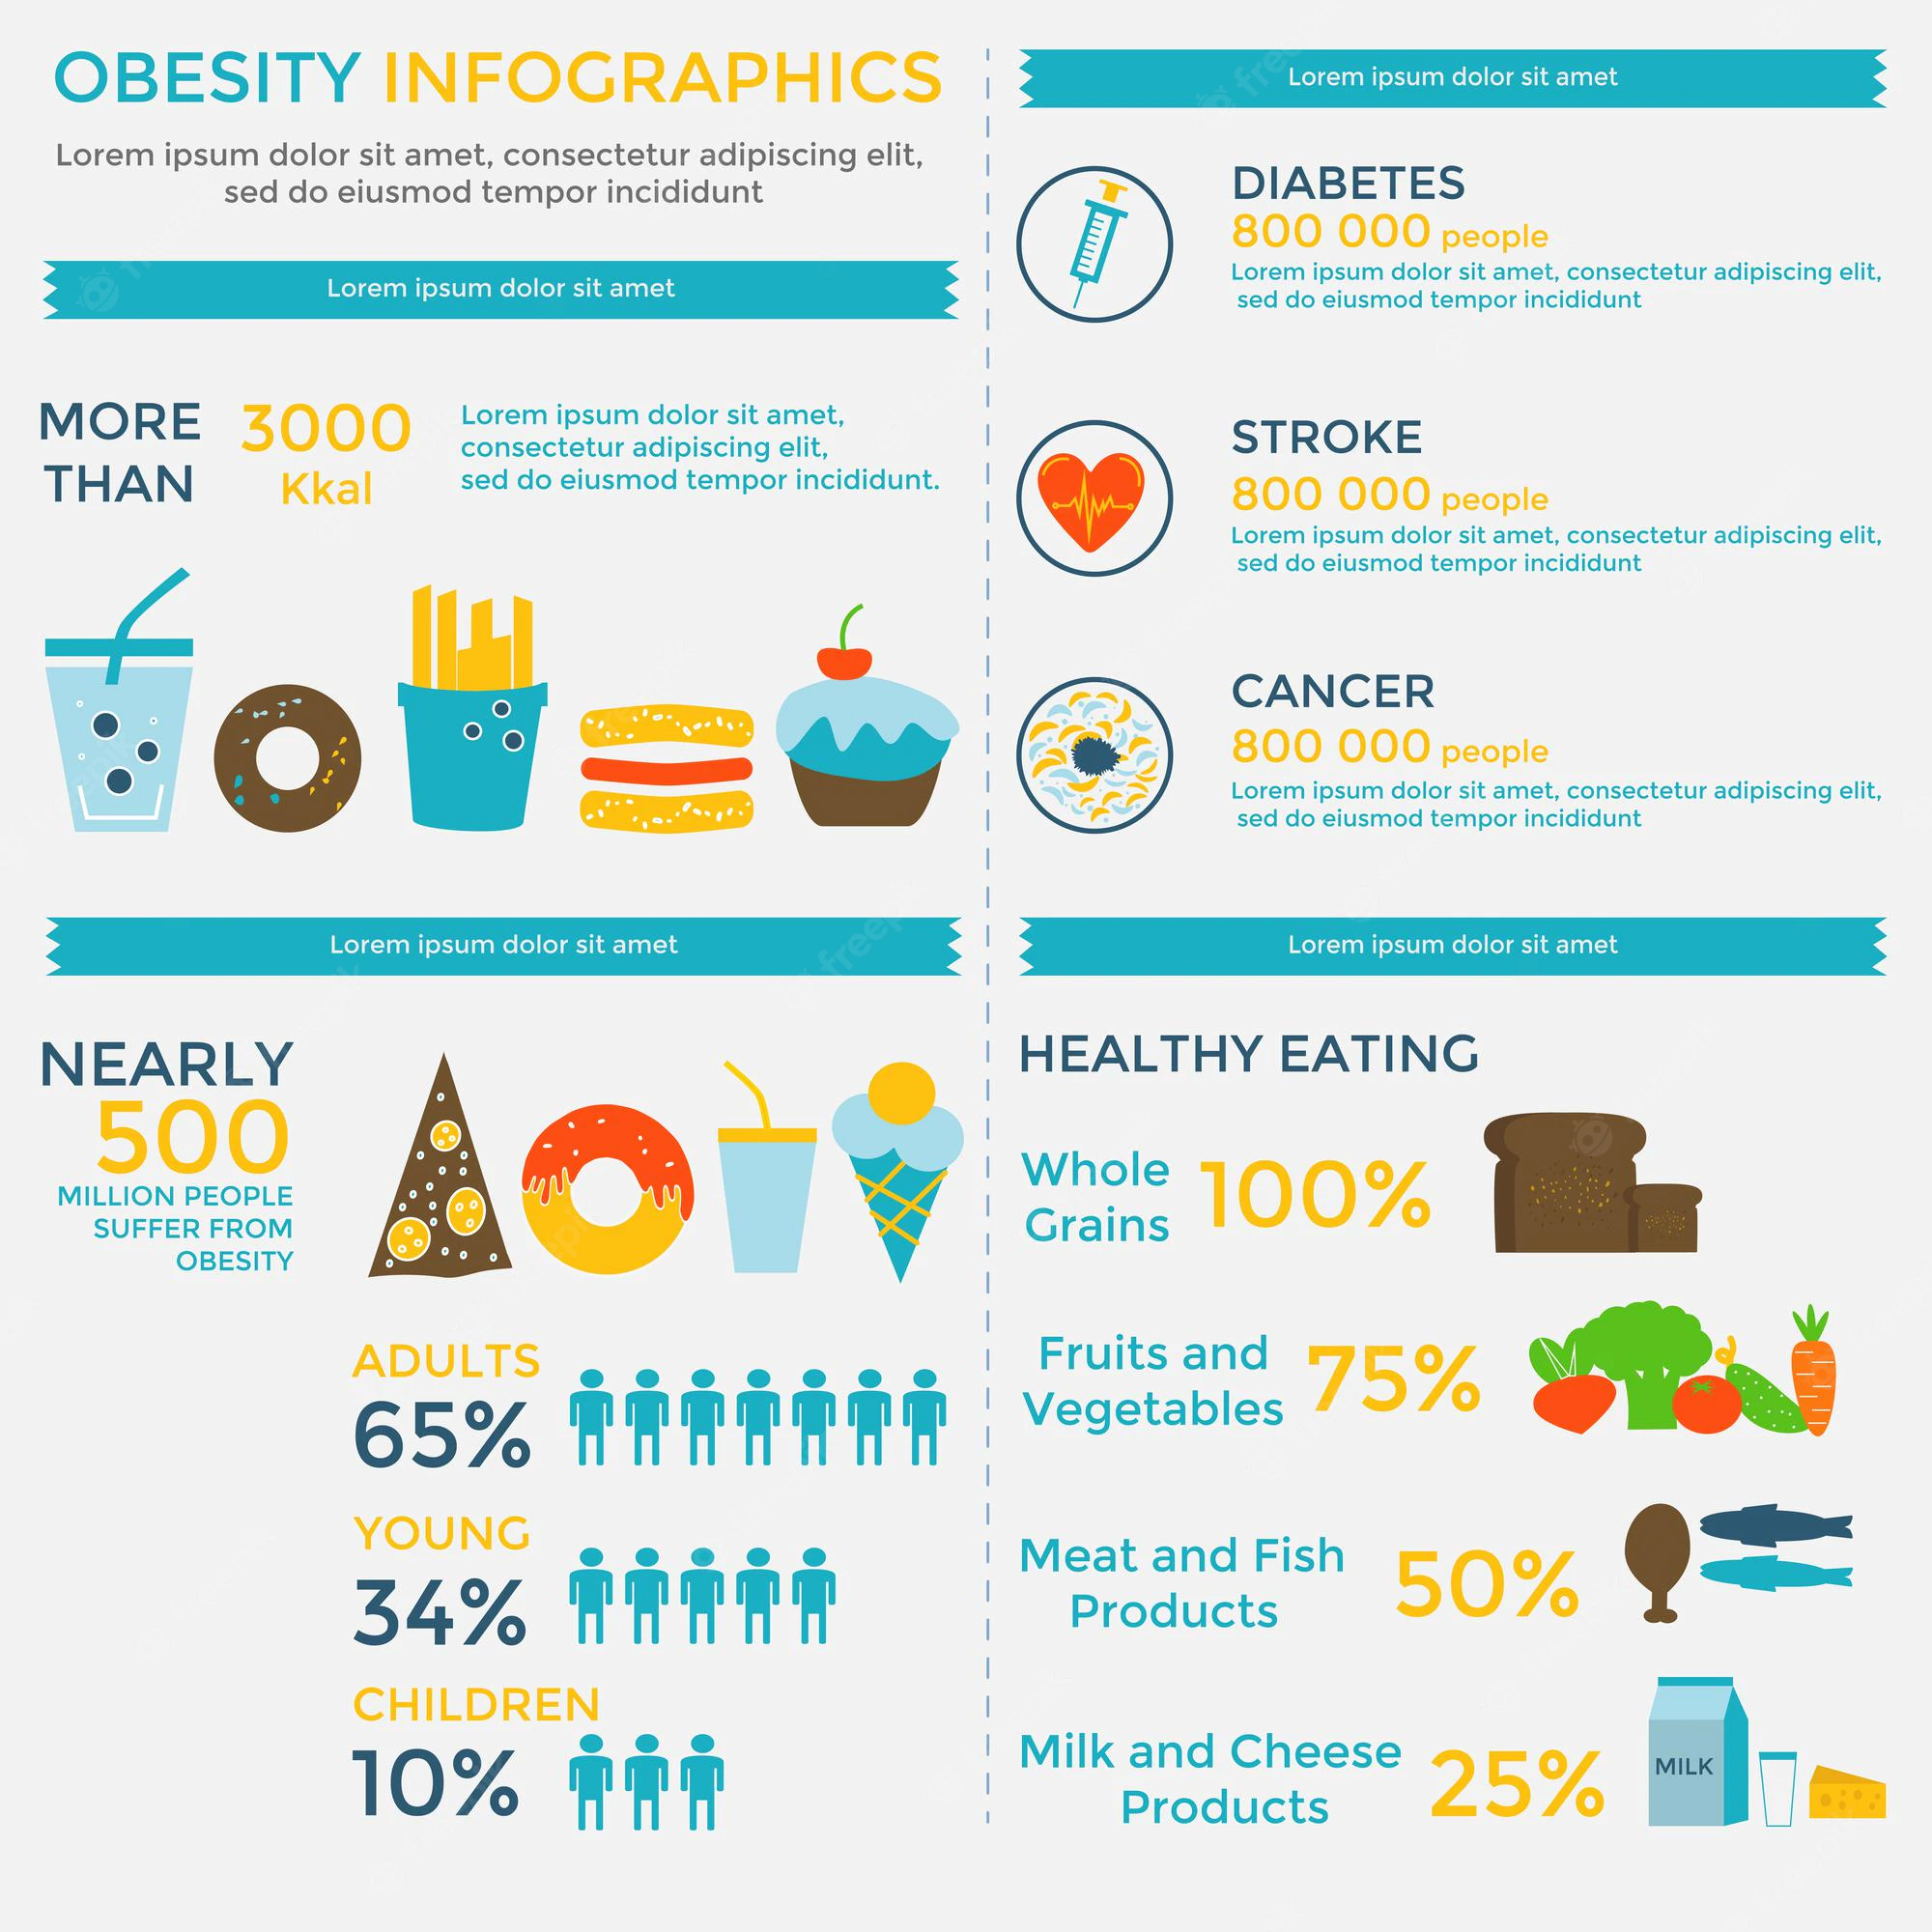 OBESITY INFOGRAPHICS
Lorem ipsum dolor sit amet, consectetur adipiscing elit,
sed do eiusmod tempor incididunt
Lorem ipsum dolor sit amet
MORE
THAN
3000
Kkal
Lorem ipsum dolor sit amet,
consectetur adipiscing elit,
sed do eiusmod tempor incididunt.
Lorem ipsum dolor sit amet
NEARLY
500
MILLION PEOPLE
SUFFER FROM
OBESITY
ADULTS
65%
YOUNG
34%
CHILDREN
10%
Lorem ipsum dolor sit amet
DIABETES
800 000 people
Lorem ipsum dolor sit amet, consectetur adipiscing elit,
sed do eiusmod tempor incididunt
STROKE
800 000 people
Lorem ipsum dolor sit amet, consectetur adipiscing elit,
sed do eiusmod tempor incididunt
CANCER
800 000 people
Lorem ipsum dolor sit amet, consectetur adipiscing elit,
sed do eiusmod tempor incididunt
Lorem ipsum dolor sit amet
HEALTHY EATING
Whole
Grains
100%
Fruits and
Vegetables
75%
Meat and Fish
Products
50%
Milk and Cheese
Products
25%
MILK